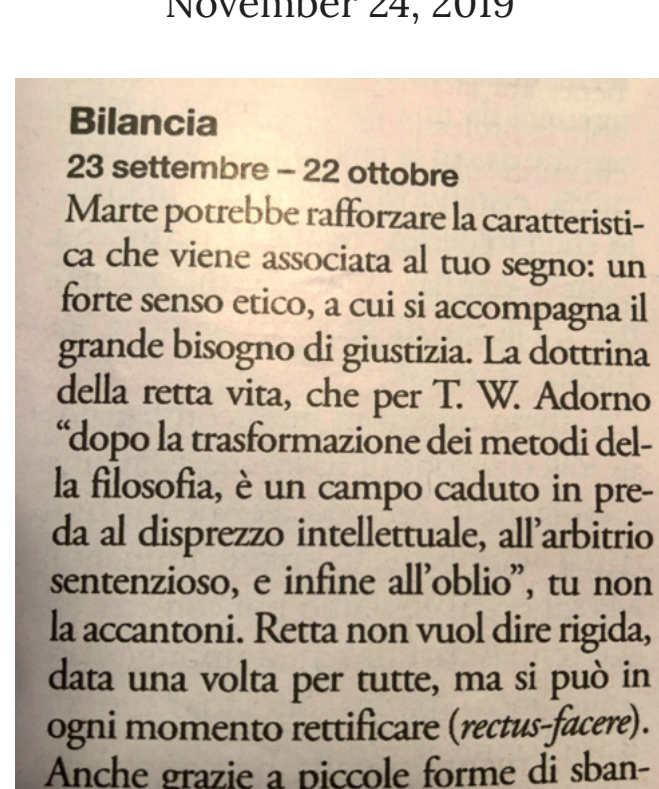 November 24, 2019
Bilancia
23 settembre – 22 ottobre
Marte potrebbe rafforzare la caratteristi-
ca che viene associata al tuo segno: un
forte senso etico, a cui si accompagna il
grande bisogno di giustizia. La dottrina
della retta vita, che per T. W. Adorno
“dopo la trasformazione dei metodi del-
la filosofia, è un campo caduto in pre-
da al disprezzo intellettuale, all’arbitrio
sentenzioso, e infine all’oblio”, tu non
la accantoni. Retta non vuol dire rigida,
data una volta per tutte, ma si può in
ogni momento rettificare (rectus-facere).
Anche grazie a piccole forme di sban-